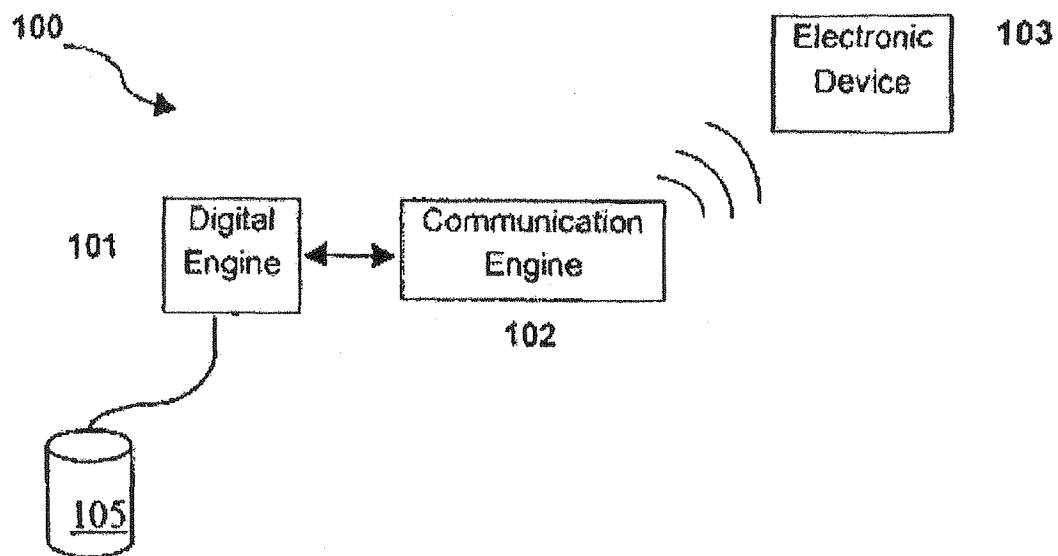 100
Electronic
Device
103
101
Digital
Engine
Communication
Engine
102
105